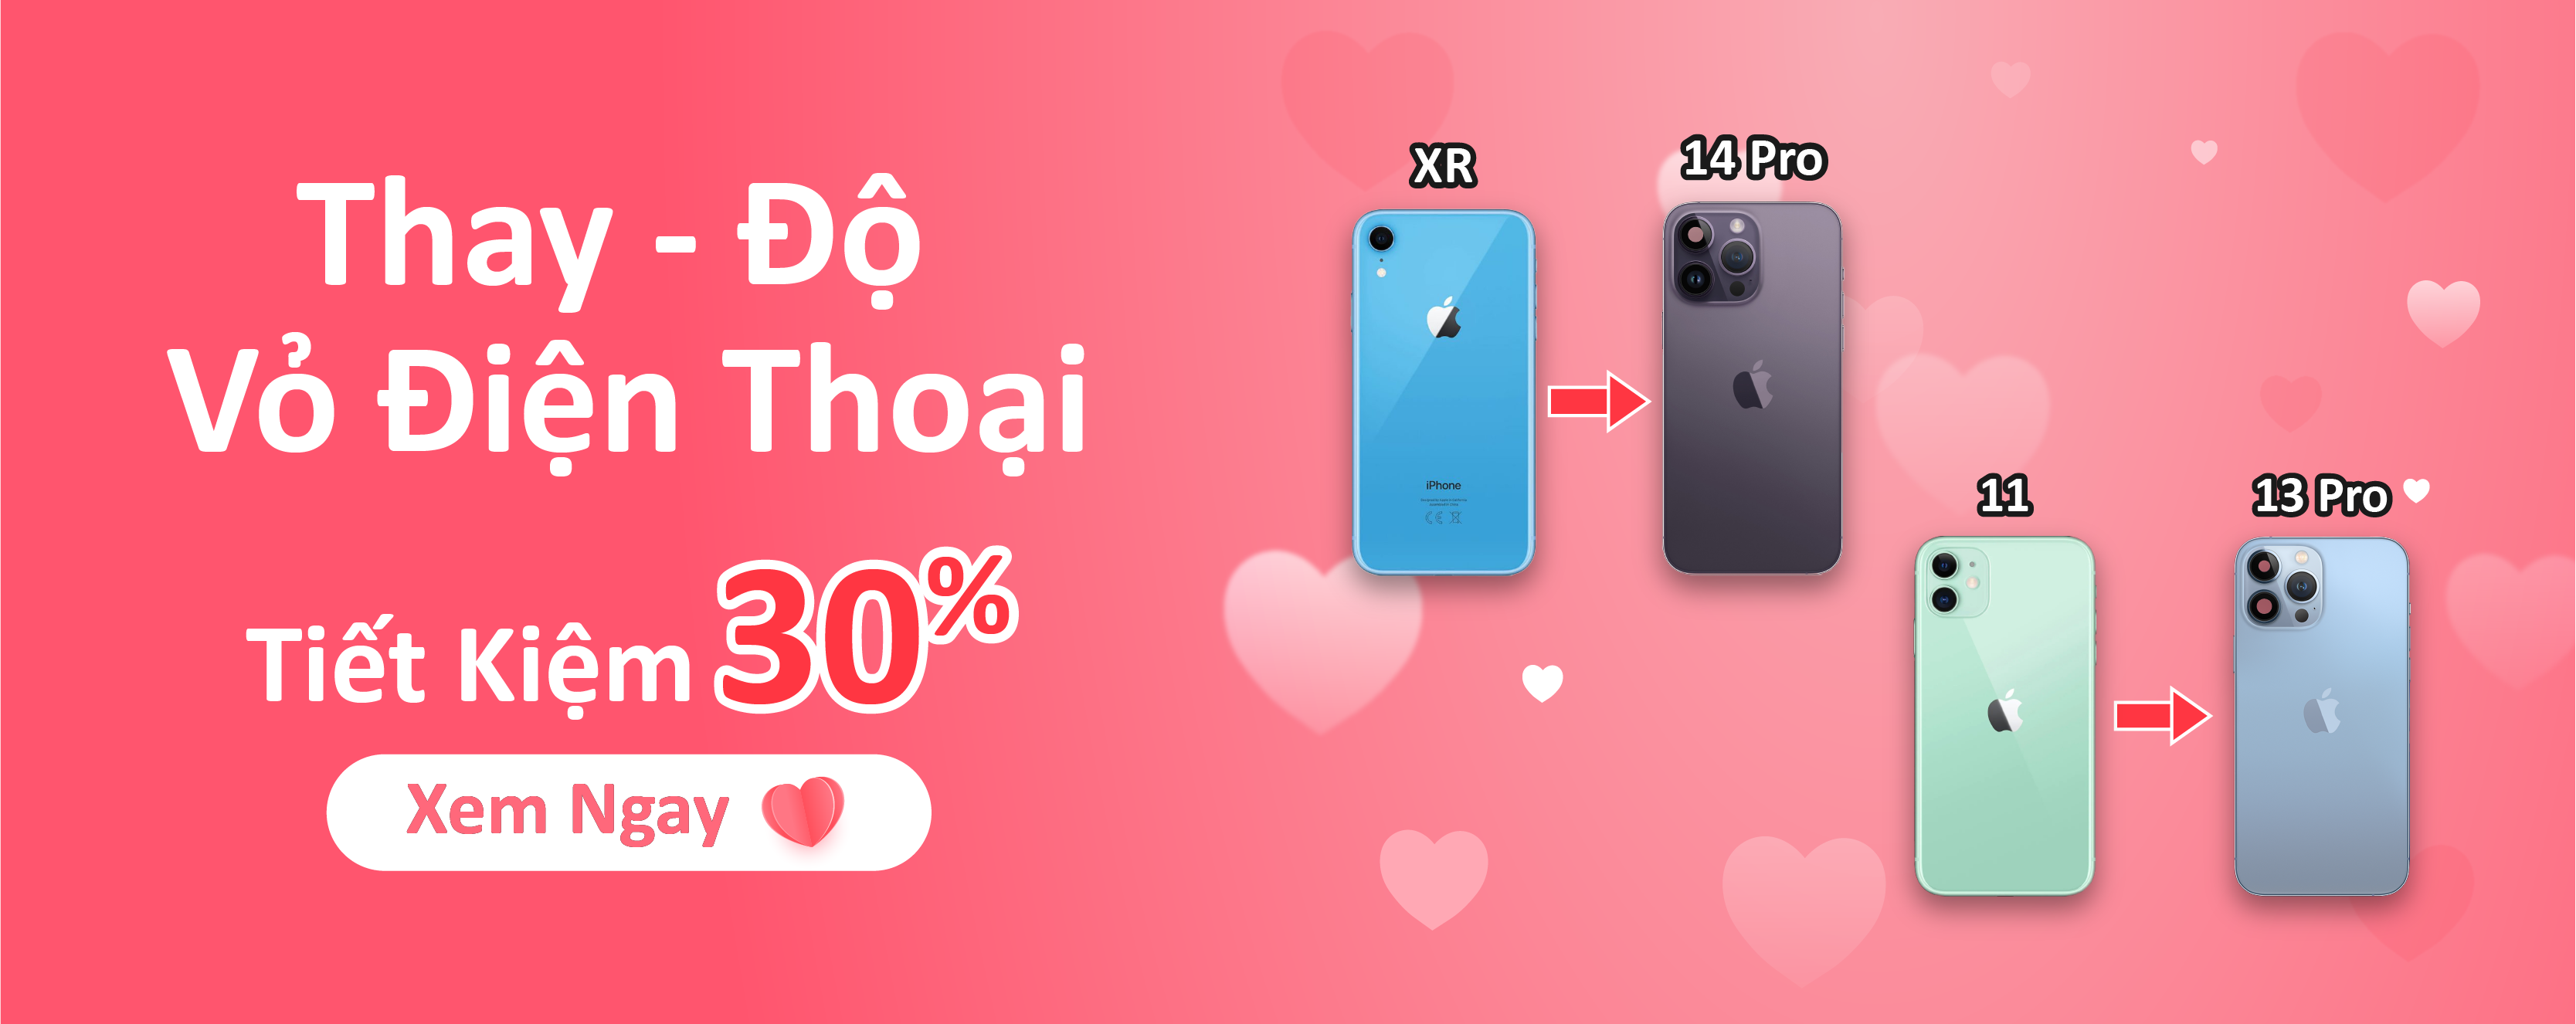 Thay - Độ
Vỏ Điện Thoại
Tiết Kiệm 30%
Xem Ngay
XR
14 Pro
iPhone
11
13 Pro